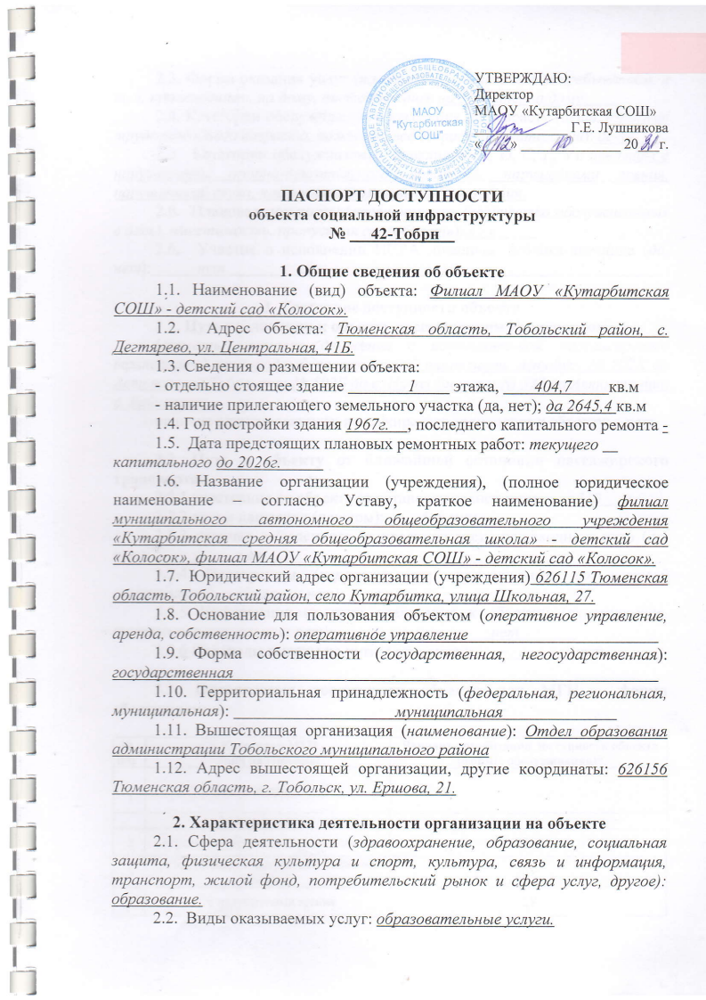 УТВЕРЖДАЮ:
Директор
МАОУ «Кутарбитская СОШ»
Г.Е. Лушникова
«12» 10 20 21 г.
МАОУ
"Кутарбитская
СОШ"
ПАСПОРТ ДОСТУПНОСТИ
объекта социальной инфраструктуры
№ 42-Тобрн
1. Общие сведения об объекте
1.1. Наименование (вид) объекта: Филиал МАОУ «Кутарбитская
СОШ» - детский сад «Колосок».
1.2. Адрес объекта: Тюменская область, Тобольский район, с.
Дегтярево, ул. Центральная, 41Б.
1.3. Сведения о размещении объекта:
- отдельно стоящее здание 1 этажа, 404,7 кв.м
- наличие прилегающего земельного участка (да, нет); да 2645,4 кв.м
1.4. Год постройки здания 1967г. , последнего капитального ремонта -
1.5. Дата предстоящих плановых ремонтных работ: текущего __
капитального до 2026г.
1.6. Название организации (учреждения), (полное юридическое
наименование – согласно Уставу, краткое наименование) филиал
муниципального автономного общеобразовательного учреждения
«Кутарбитская средняя общеобразовательная школа» - детский сад
«Колосок», филиал МАОУ «Кутарбитская СОШ» - детский сад «Колосок».
1.7. Юридический адрес организации (учреждения) 626115 Тюменская
область, Тобольский район, село Кутарбитка, улица Школьная, 27.
1.8. Основание для пользования объектом (оперативное управление,
аренда, собственность): оперативное управление
1.9. Форма собственности (государственная, негосударственная):
государственная
1.10. Территориальная принадлежность (федеральная, региональная,
муниципальная): муниципальная
1.11. Вышестоящая организация (наименование): Отдел образования
администрации Тобольского муниципального района
1.12. Адрес вышестоящей организации, другие координаты: 626156
Тюменская область, г. Тобольск, ул. Ершова, 21.
2. Характеристика деятельности организации на объекте
2.1. Сфера деятельности (здравоохранение, образование, социальная
защита, физическая культура и спорт, культура, связь и информация,
транспорт, жилой фонд, потребительский рынок и сфера услуг, другое):
образование.
2.2. Виды оказываемых услуг: образовательные услуги.